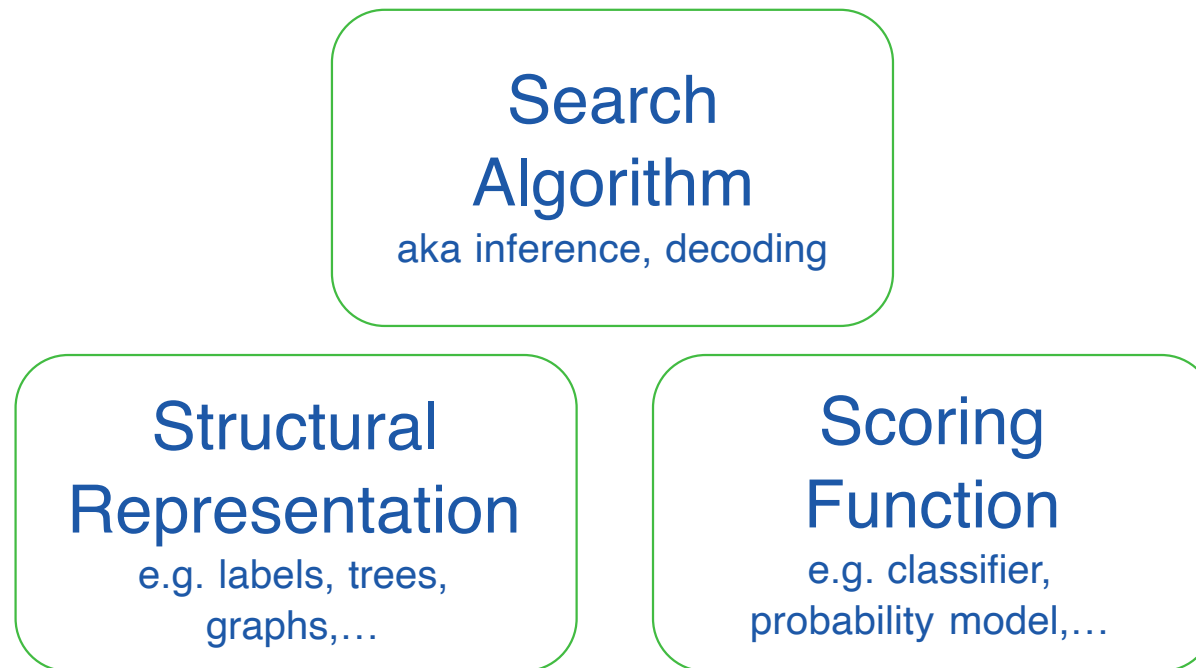 Search
Algorithm
aka inference, decoding
Structural
Representation
e.g. labels, trees,
graphs,…
Scoring
Function
e.g. classifier,
probability model,…